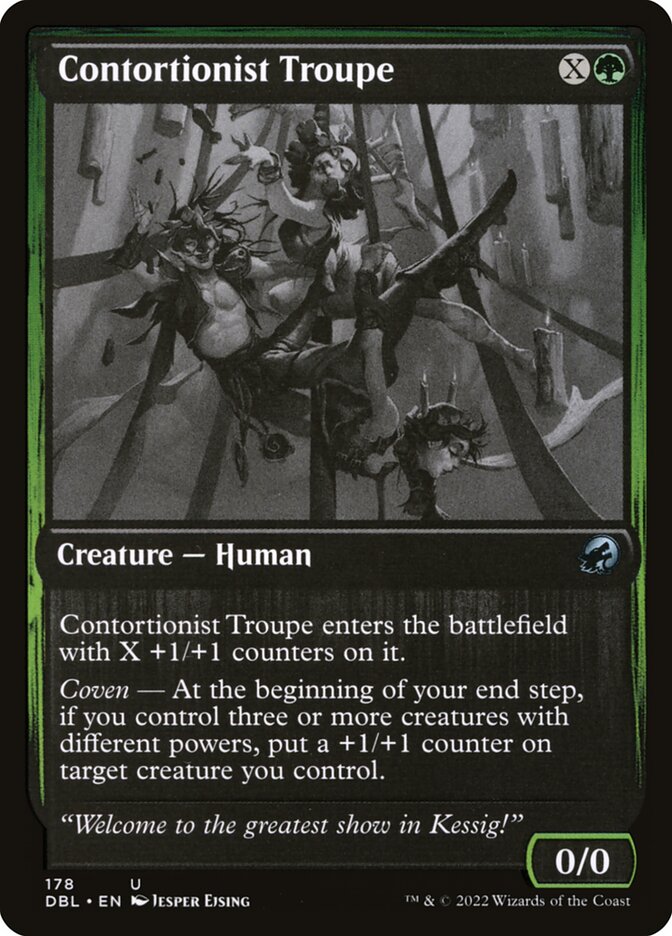 Contortionist Troupe X
Creature — Human
Contortionist Troupe enters the battlefield
with X +1/+1 counters on it.
Coven — At the beginning of your end step,
if you control three or more creatures with
different powers, put a +1/+1 counter on
target creature you control.
“Welcome to the greatest show in Kessig!”
0/0
178 U
DBL • EN Jesper Ejsing ™ & © 2022 Wizards of the Coast